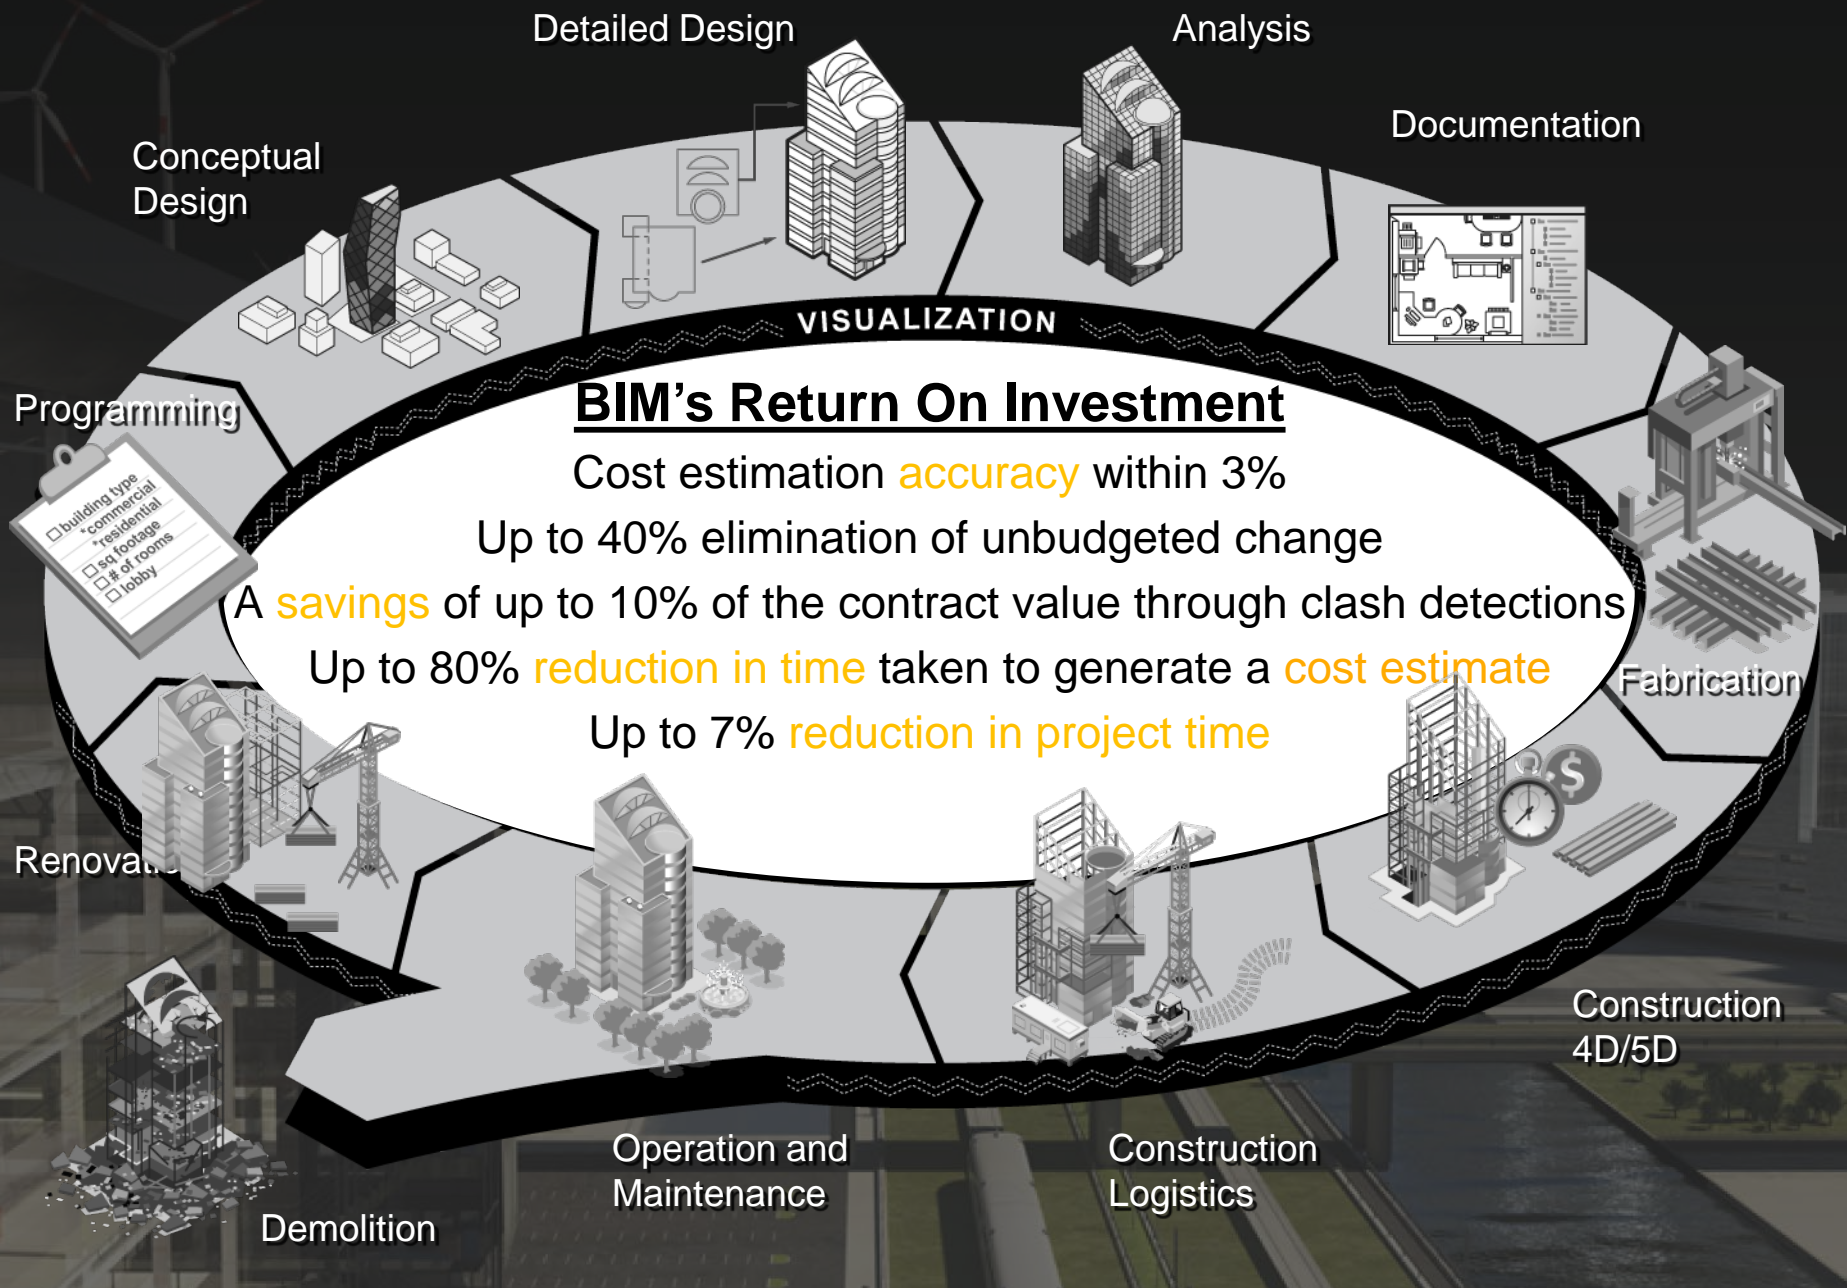 Detailed Design
Analysis
Documentation
Conceptual
Design
VISUALIZATION
Programming
building type
*commercial
*residential
sq footage
# of rooms
lobby
BIM’s Return On Investment
Cost estimation accuracy within 3%
Up to 40% elimination of unbudgeted change
A savings of up to 10% of the contract value through clash detections
Up to 80% reduction in time taken to generate a cost estimate
Up to 7% reduction in project time
Fabrication
$
Construction
4D/5D
Operation and
Maintenance
Construction
Logistics
Demolition